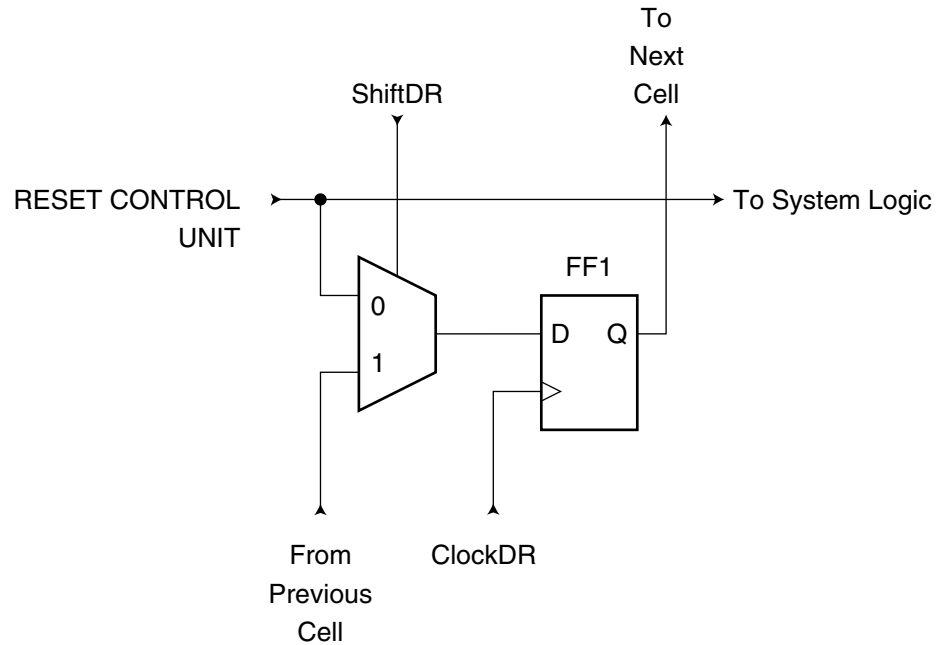 To
Next
Cell
ShiftDR
RESET CONTROL
UNIT
To System Logic
FF1
0
D Q
1
From
Previous
Cell
ClockDR